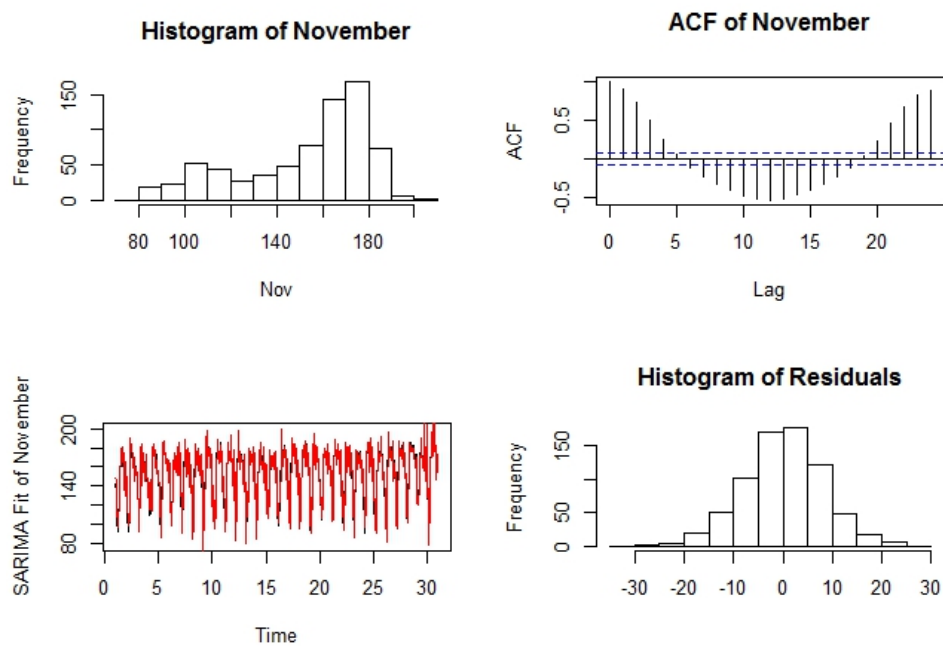 Histogram of November
Frequency
150
50
0
80 100 140 180
Nov
ACF of November
ACF
0.5
-0.5
0 5 10 15 20
Lag
SARIMA Fit of November
200
140
80
0 5 10 15 20 25 30
Time
Histogram of Residuals
Frequency
150
50
0
-30 -20 -10 0 10 20 30